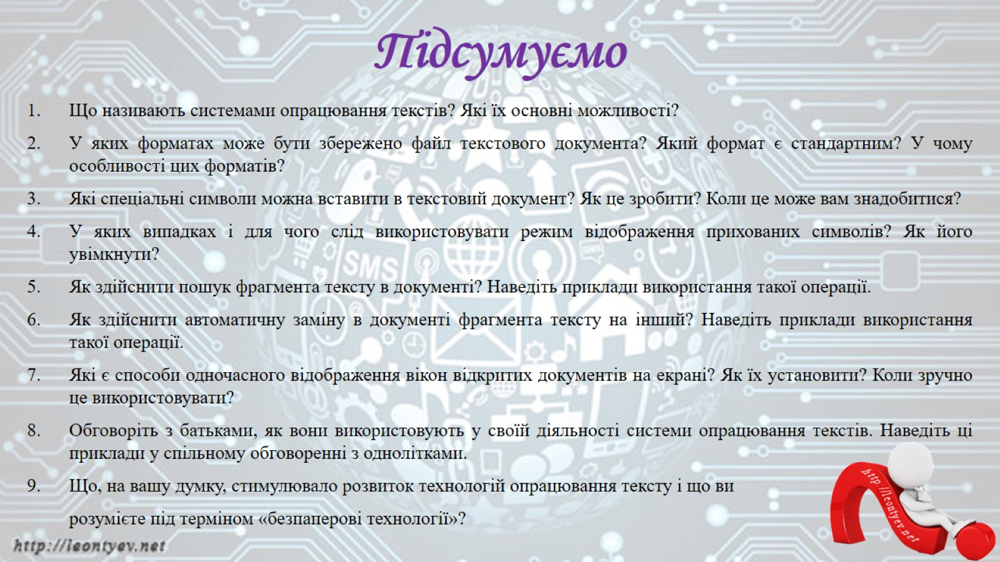 Підсумуємо
1. Що називають системами опрацювання текстів? Які їх основні можливості?
2. У яких форматах може бути збережено файл текстового документа? Який формат є стандартним? У чому
особливості цих форматів?
3. Які спеціальні символи можна вставити в текстовий документ? Як це зробити? Коли це може вам знадобитися?
4. У яких випадках і для чого слід використовувати режим відображення прихованих символів? Як його
увімкнути?
5. Як здійснити пошук фрагмента тексту в документі? Наведіть приклади використання такої операції.
6. Як здійснити автоматичну заміну в документі фрагмента тексту на інший? Наведіть приклади використання
такої операції.
7. Які є способи одночасного відображення вікон відкритих документів на екрані? Як їх установити? Коли зручно
це використовувати?
8. Обговоріть з батьками, як вони використовують у своїй діяльності системи опрацювання текстів. Наведіть ці
приклади у спільному обговоренні з однолітками.
9. Що, на вашу думку, стимулювало розвиток технологій опрацювання тексту і що ви
розумієте під терміном «безпаперові технології»?
http://leontyev.net
http://leontyev.net
SMS
SMS